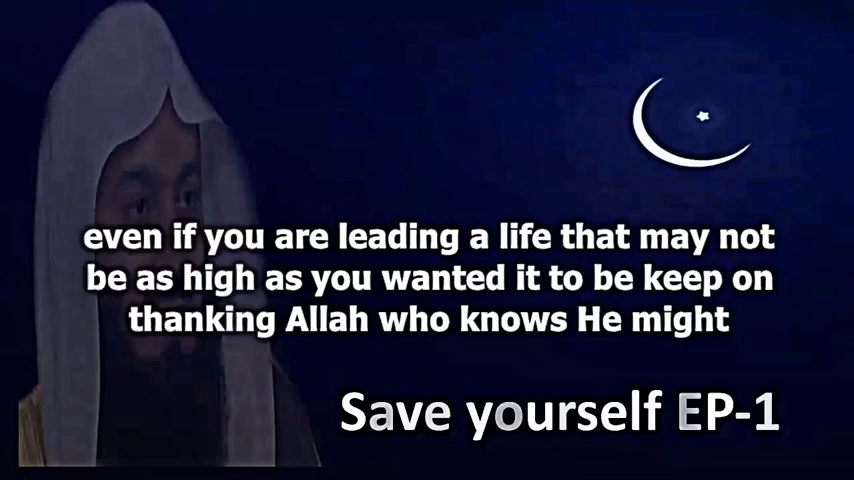 even if you are leading a life that may not
be as high as you wanted it to be keep on
thanking Allah who knows He might
Save yourself EP-1